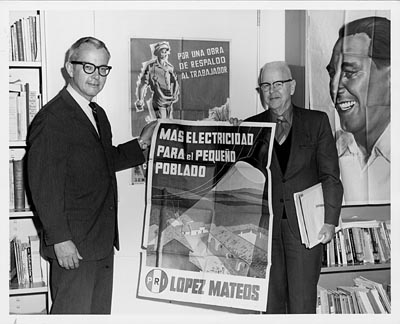 POR UNA OBRA
DE RESPALDO
AL TRABAJADOR
MAS ELECTRICIDAD
PARA el PEQUEÑO
POBLADO
PRI
LOPEZ MATEOS